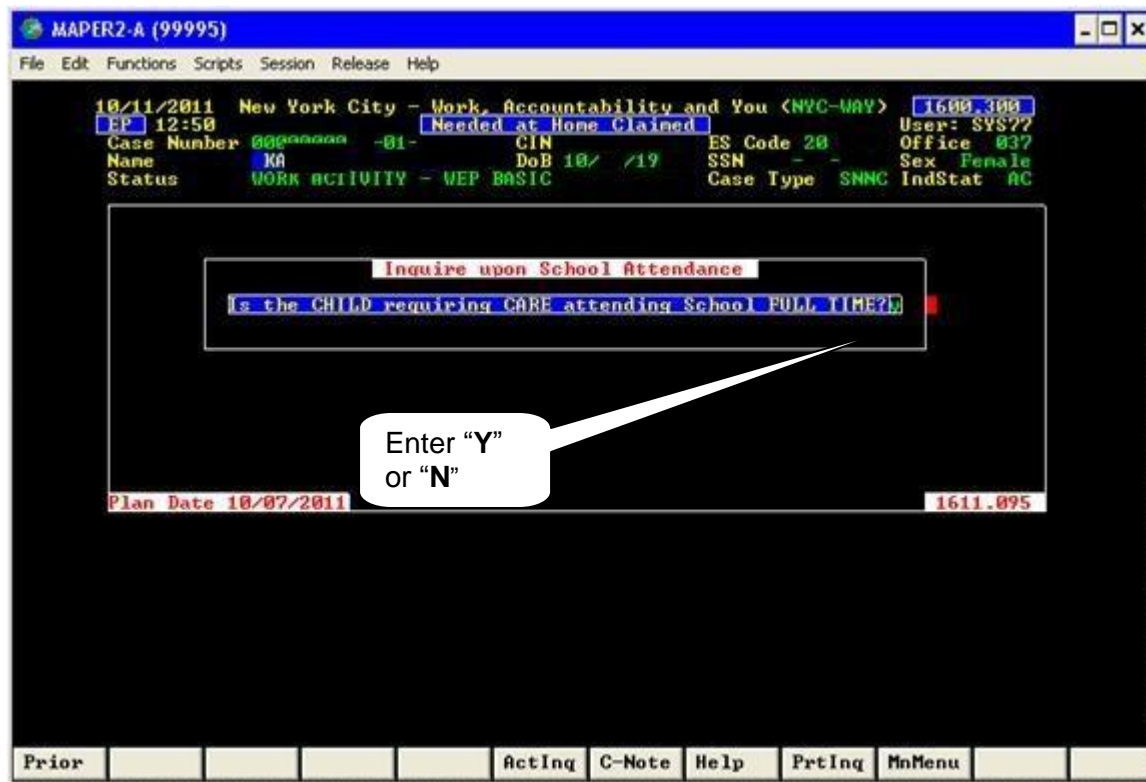 MAPER2-A (99995)
File Edit Functions Scripts Session Release Help
10/11/2011 New York City - Work, Accountability and You <NYC-WAY> 1600.300
EP 12:50 Needed at Home Claimed User: SYS77
Case Number -01- CIN ES Code 20 Office 037
Name KA DoB 10/ /19 SSN - - Sex Female
Status WORK ACTIVITY - WEP BASIC Case Type SNNC IndStat AC
Inquire upon School Attendance
Is the CHILD requiring CARE attending School FULL TIME?y
Enter “Y”
or “N”
Plan Date 10/07/2011 1611.095
Prior ActInq C-Note Help PrtInq MnMenu